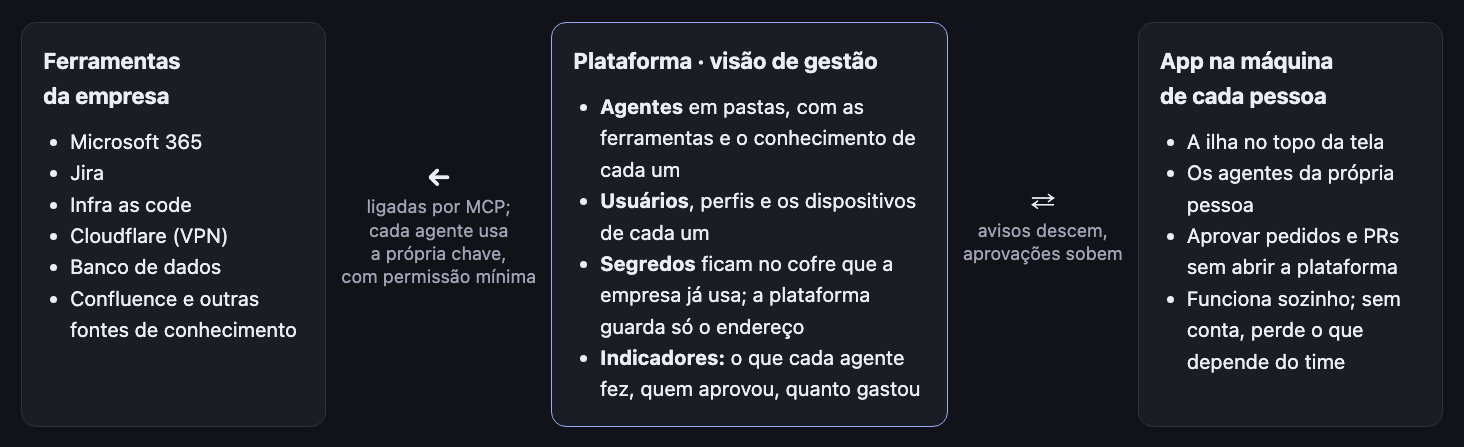 Ferramentas
da empresa
• Microsoft 365
• Jira
• Infra as code
• Cloudflare (VPN)
• Banco de dados
• Confluence e outras
fontes de conhecimento
←
ligadas por MCP;
cada agente usa
a própria chave,
com permissão mínima
Plataforma · visão de gestão
• Agentes em pastas, com as
ferramentas e o conhecimento de
cada um
• Usuários, perfis e os dispositivos
de cada um
• Segredos ficam no cofre que a
empresa já usa; a plataforma
guarda só o endereço
• Indicadores: o que cada agente
fez, quem aprovou, quanto gastou
⇄
avisos descem,
aprovações sobem
App na máquina
de cada pessoa
• A ilha no topo da tela
• Os agentes da própria
pessoa
• Aprovar pedidos e PRs
sem abrir a plataforma
• Funciona sozinho; sem
conta, perde o que
depende do time